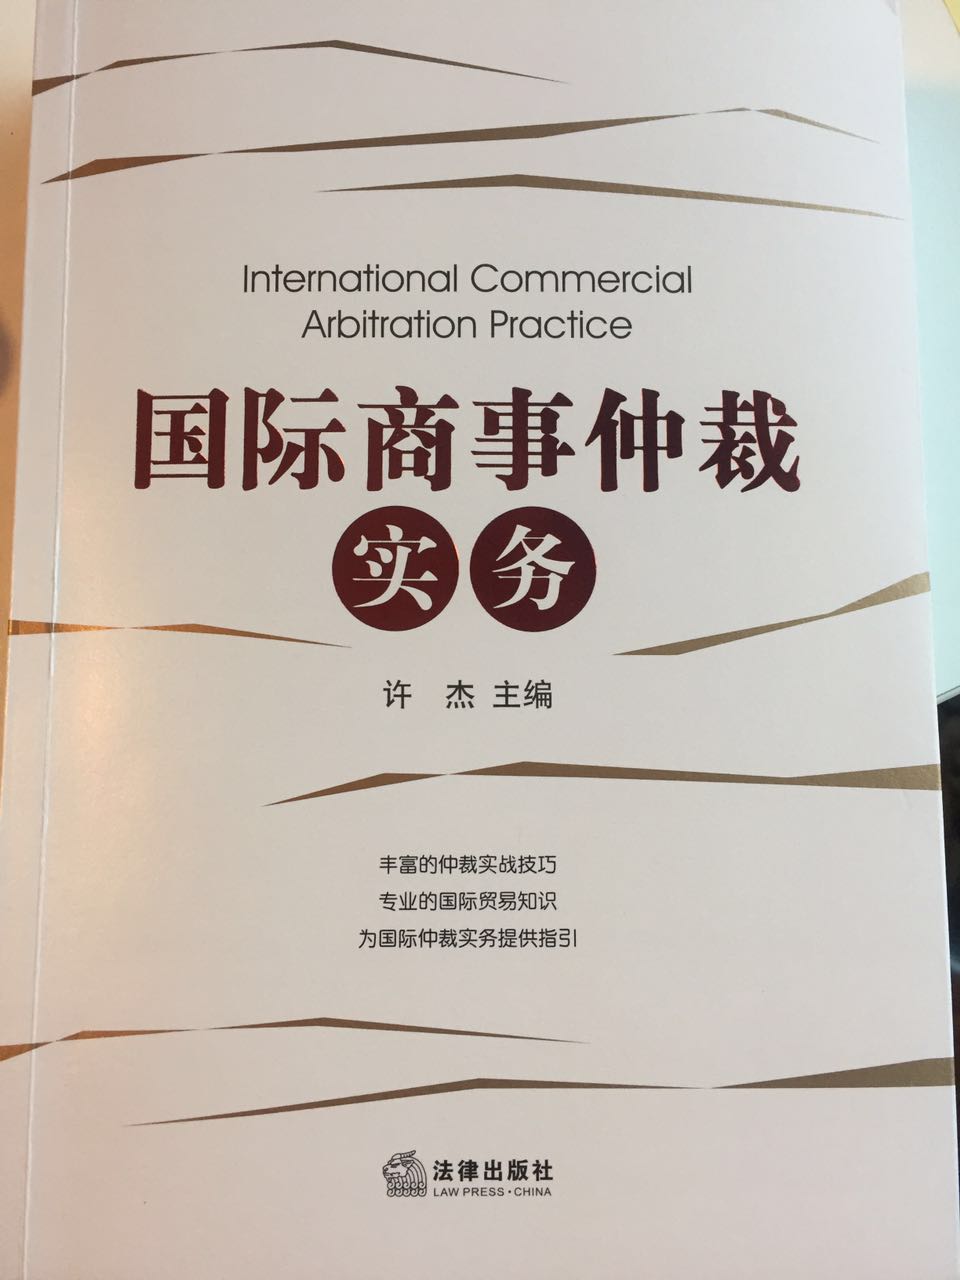 International Commercial
Arbitration Practice
国际商事仲裁
实务
许 杰 主编
丰富的仲裁实战技巧
专业的国际贸易知识
为国际仲裁实务提供指引
法律出版社
LAW PRESS·CHINA